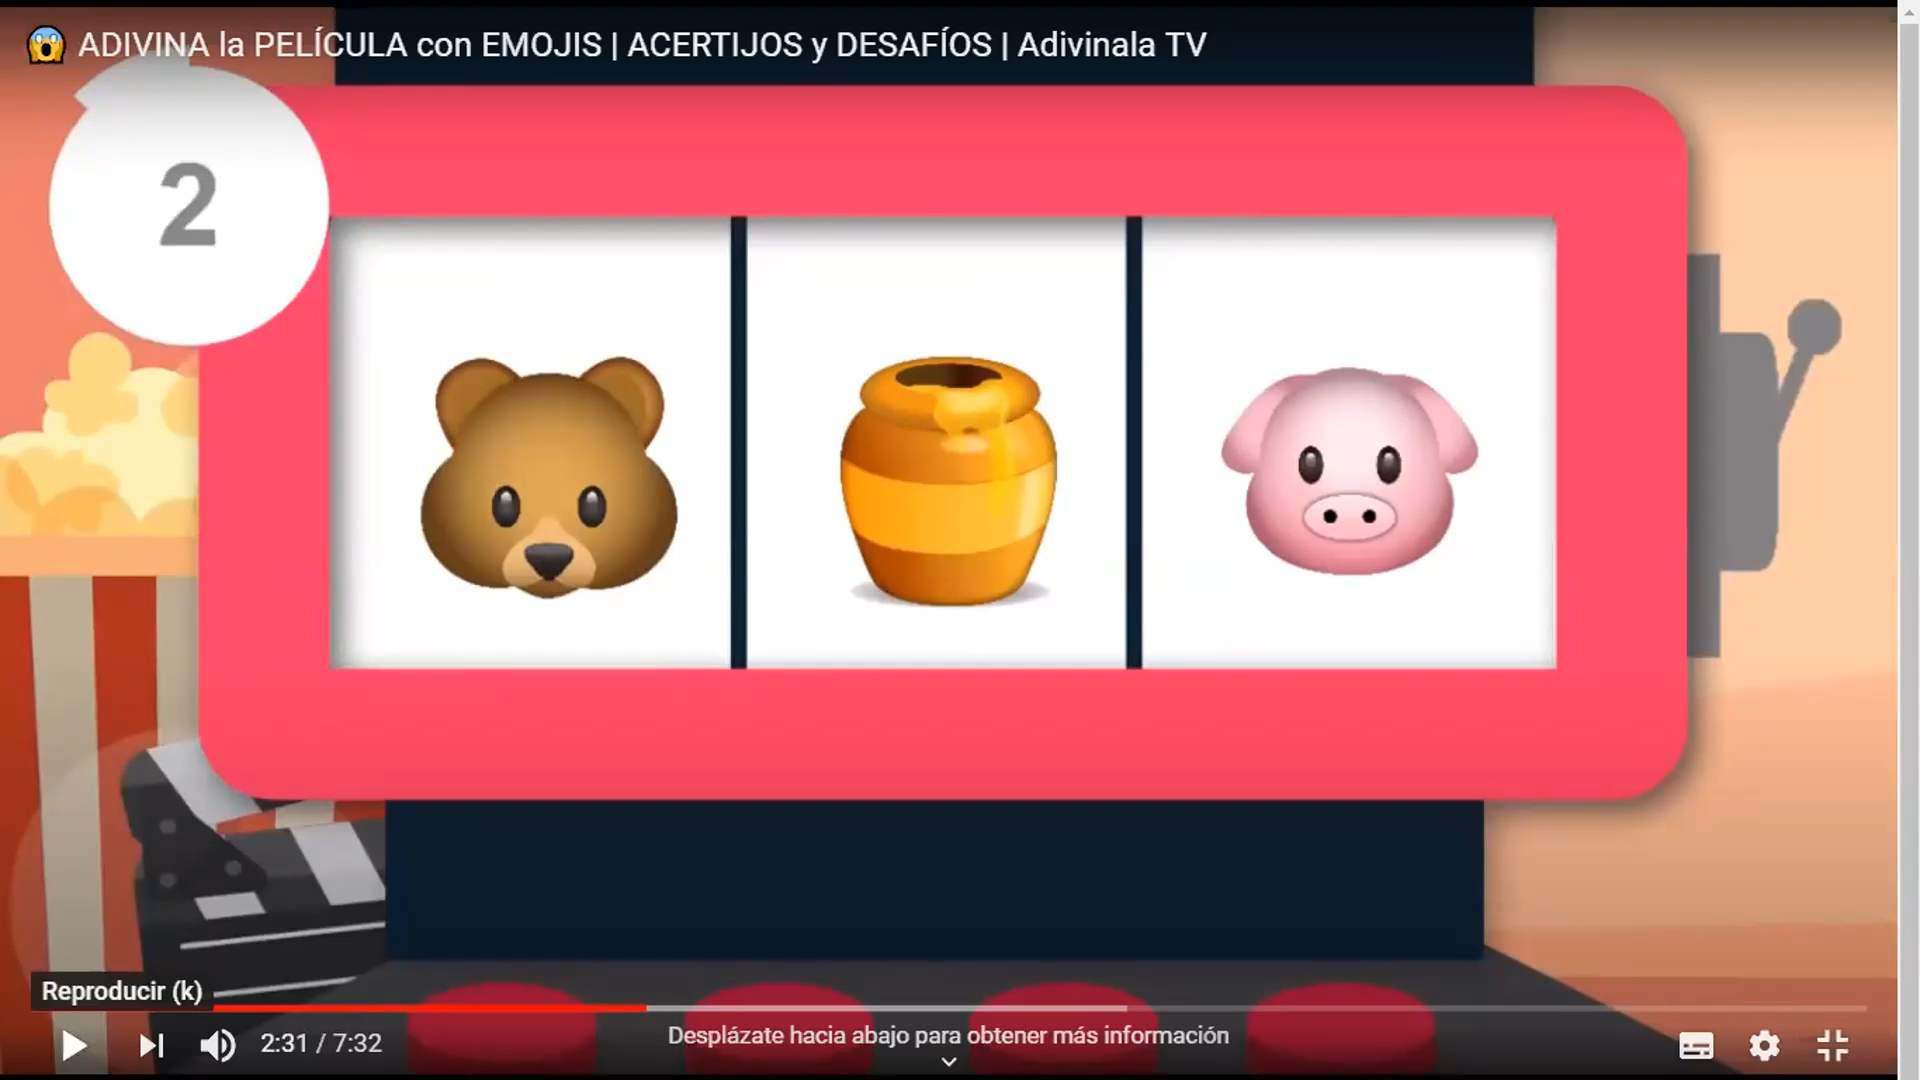 😱 ADIVINA la PELÍCULA con EMOJIS | ACERTIJOS y DESAFÍOS | Adivinala TV
2
Reproducir (k)
2:31 / 7:32
Desplázate hacia abajo para obtener más información